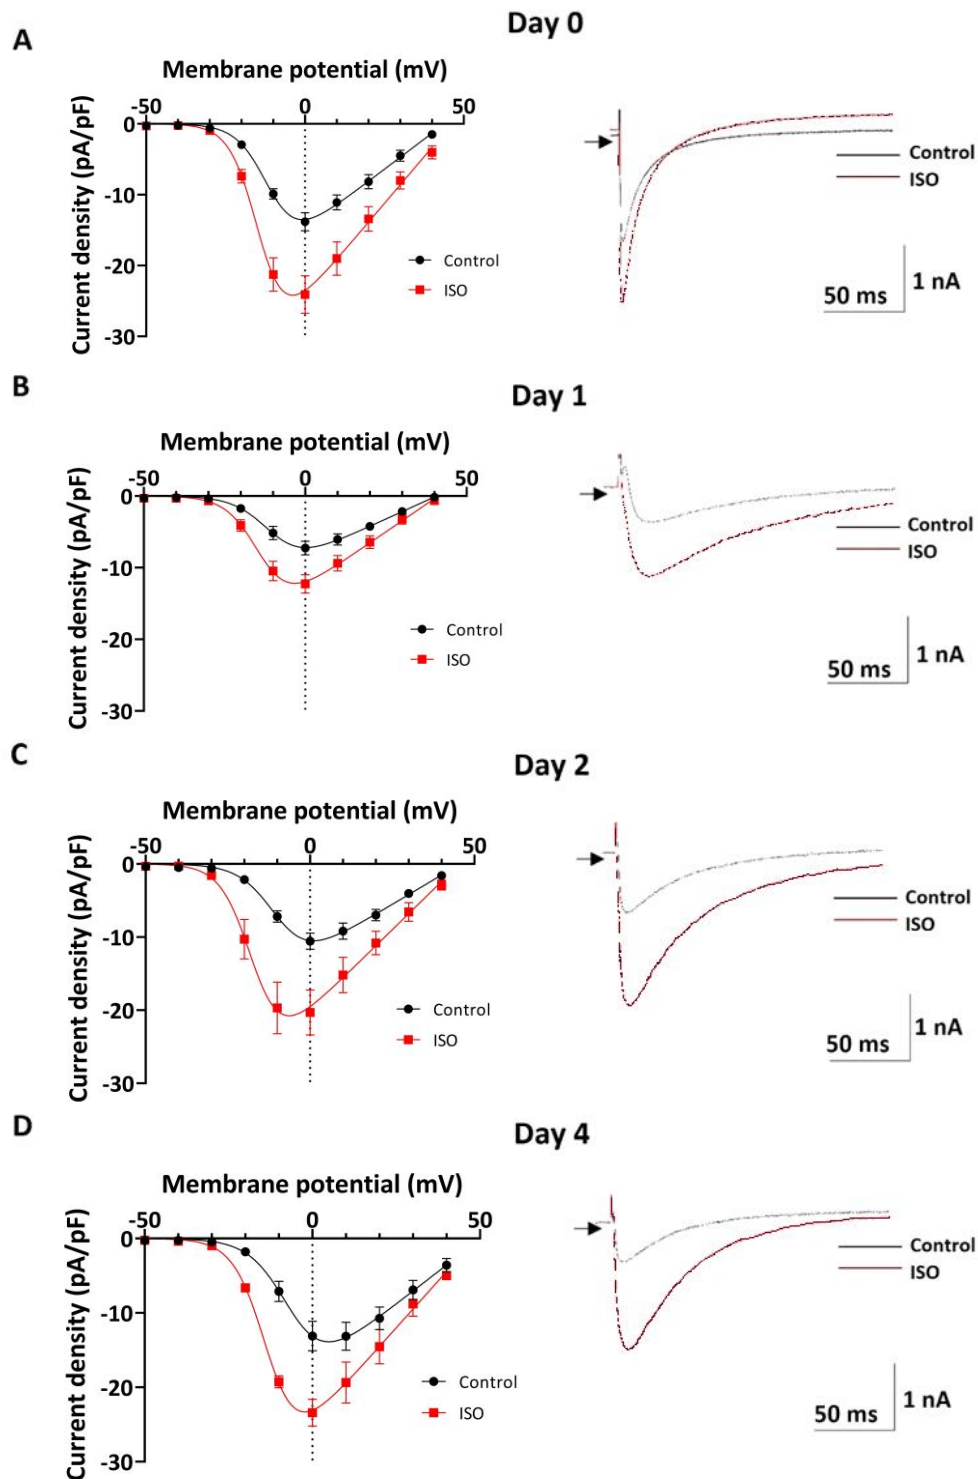 A
Day 0
Membrane potential (mV)
-50 0 50
Current density (pA/pF)
0
-10
-20
-30
Control
ISO
Control
ISO
50 ms
1 nA
B
Day 1
Membrane potential (mV)
-50 0 50
Current density (pA/pF)
0
-10
-20
-30
Control
ISO
Control
ISO
50 ms
1 nA
C
Day 2
Membrane potential (mV)
-50 0 50
Current density (pA/pF)
0
-10
-20
-30
Control
ISO
Control
ISO
50 ms
1 nA
D
Day 4
Membrane potential (mV)
-50 0 50
Current density (pA/pF)
0
-10
-20
-30
Control
ISO
Control
ISO
50 ms
1 nA